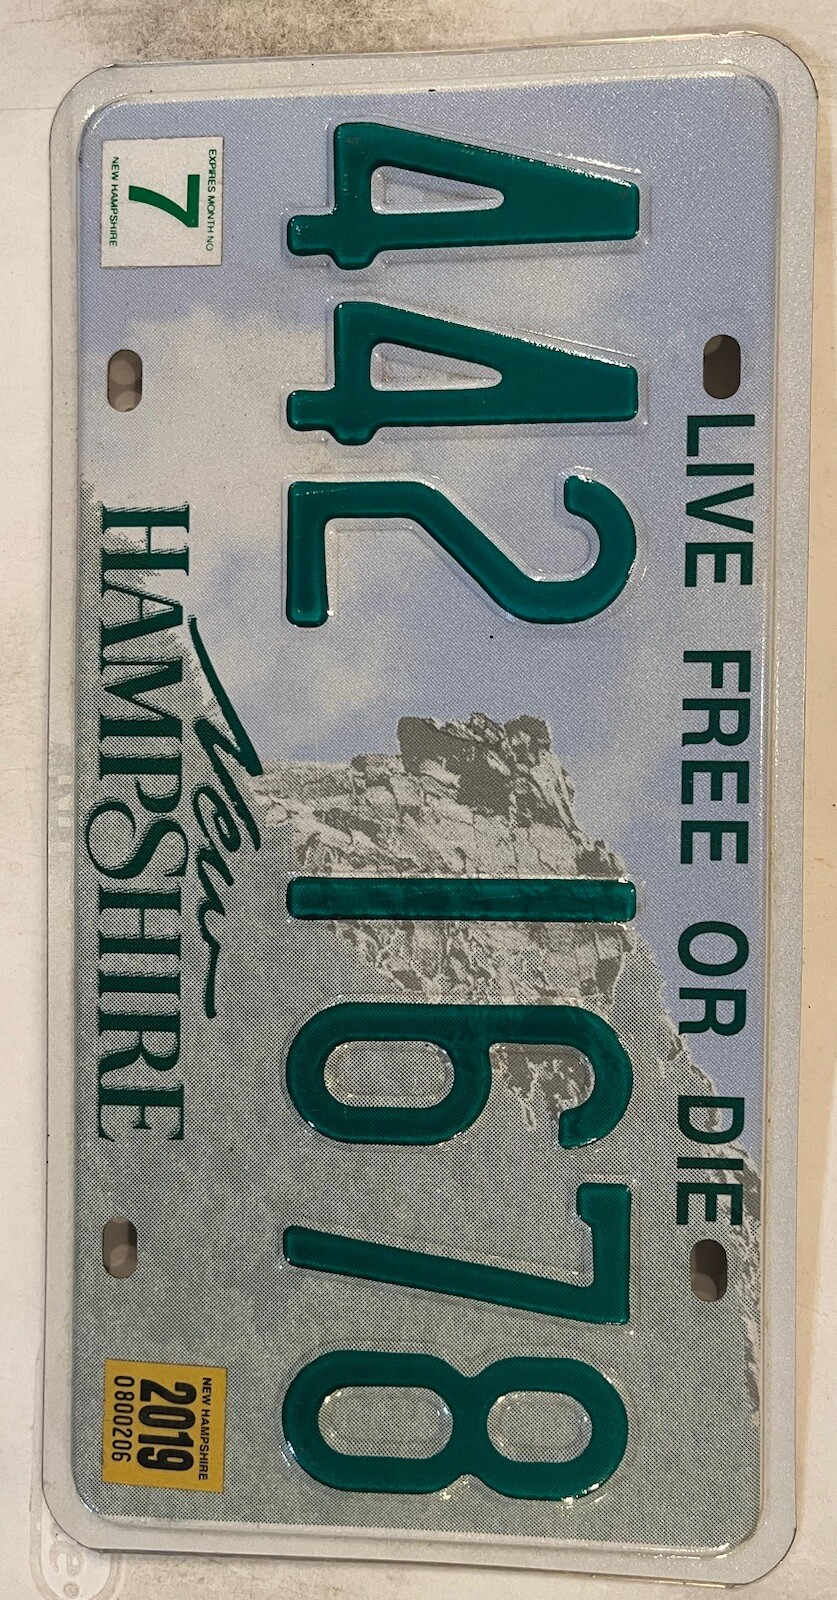 LIVE FREE OR DIE
442 1678
EXPIRES MONTH NO
7
NEW HAMPSHIRE
New
HAMPSHIRE
NEW HAMPSHIRE
2019
0800206